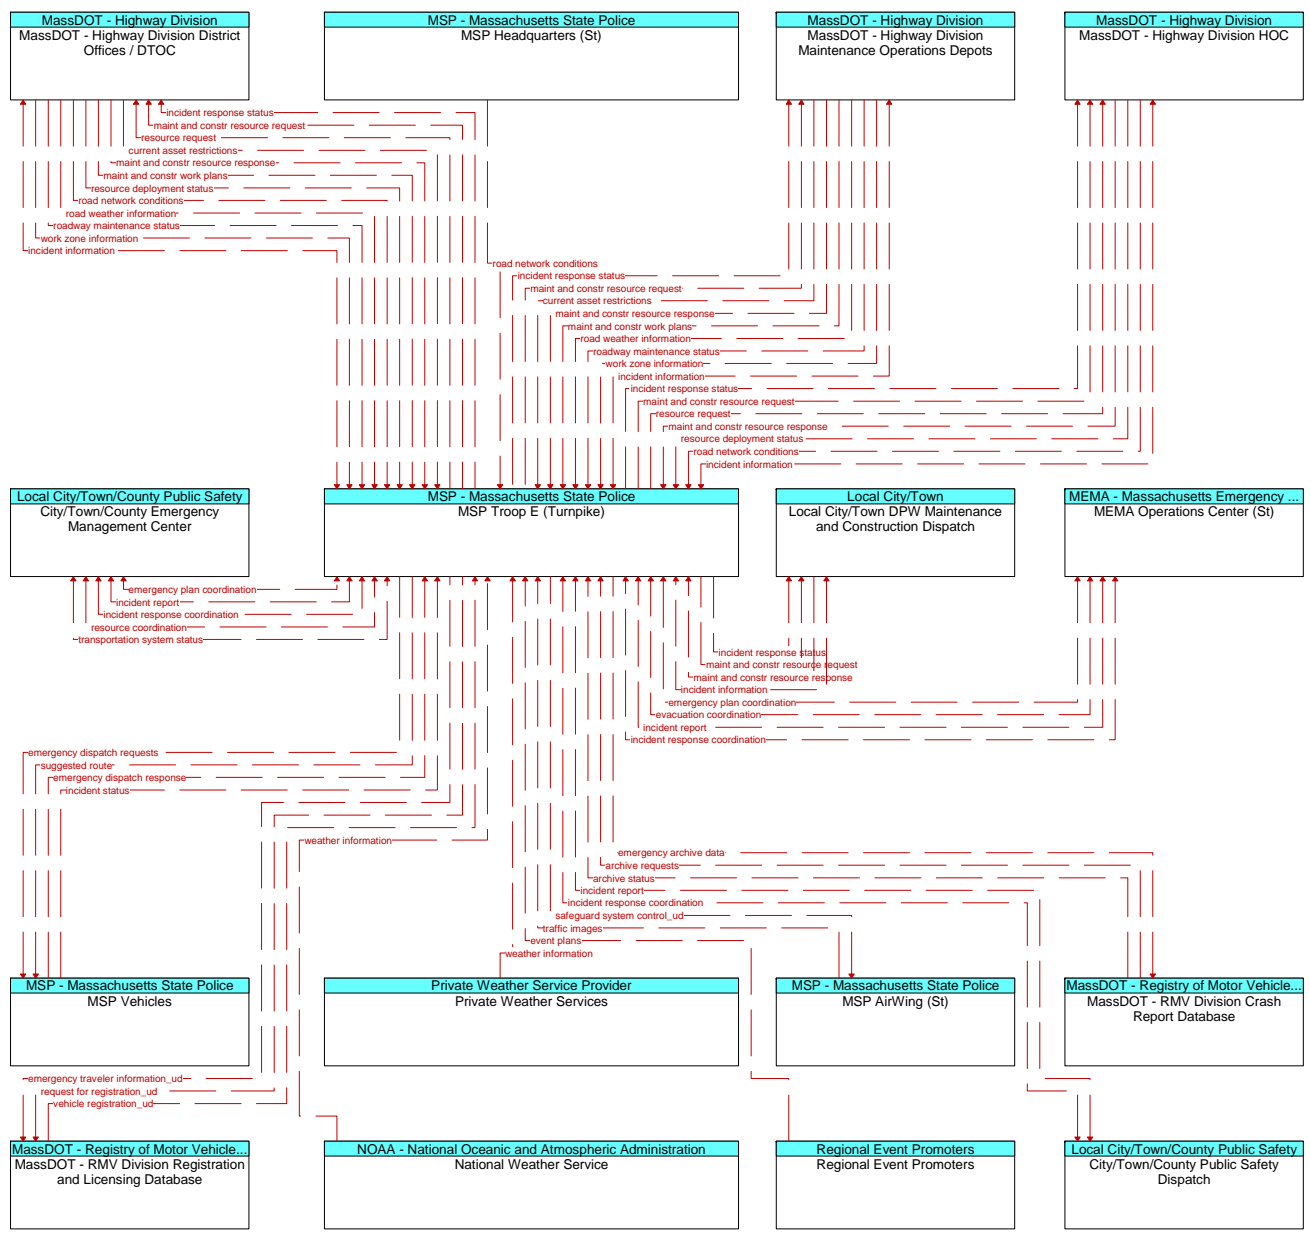 MassDOT - Highway Division
MassDOT - Highway Division District
Offices / DTOC
MSP - Massachusetts State Police
MSP Headquarters (St)
MassDOT - Highway Division
MassDOT - Highway Division
Maintenance Operations Depots
MassDOT - Highway Division
MassDOT - Highway Division HOC
incident response status
maint and constr resource request
resource request
current asset restrictions
maint and constr resource response
maint and constr work plans
resource deployment status
road network conditions
road weather information
roadway maintenance status
work zone information
incident information
road network conditions
incident response status
maint and constr resource request
current asset restrictions
maint and constr resource response
maint and constr work plans
road weather information
roadway maintenance status
work zone information
incident information
incident response status
maint and constr resource request
resource request
maint and constr resource response
resource deployment status
road network conditions
incident information
Local City/Town/County Public Safety
City/Town/County Emergency
Management Center
MSP - Massachusetts State Police
MSP Troop E (Turnpike)
Local City/Town
Local City/Town DPW Maintenance
and Construction Dispatch
MEMA - Massachusetts Emergency ...
MEMA Operations Center (St)
emergency plan coordination
incident report
incident response coordination
resource coordination
transportation system status
incident response status
maint and constr resource request
maint and constr resource response
incident information
emergency plan coordination
evacuation coordination
incident report
incident response coordination
emergency dispatch requests
suggested route
emergency dispatch response
incident status
weather information
emergency archive data
archive requests
archive status
incident report
incident response coordination
safeguard system control_ud
traffic images
event plans
weather information
MSP - Massachusetts State Police
MSP Vehicles
Private Weather Service Provider
Private Weather Services
MSP - Massachusetts State Police
MSP AirWing (St)
MassDOT - Registry of Motor Vehicle...
MassDOT - RMV Division Crash
Report Database
emergency traveler information_ud
request for registration_ud
vehicle registration_ud
MassDOT - Registry of Motor Vehicle...
MassDOT - RMV Division Registration
and Licensing Database
NOAA - National Oceanic and Atmospheric Administration
National Weather Service
Regional Event Promoters
Regional Event Promoters
Local City/Town/County Public Safety
City/Town/County Public Safety
Dispatch